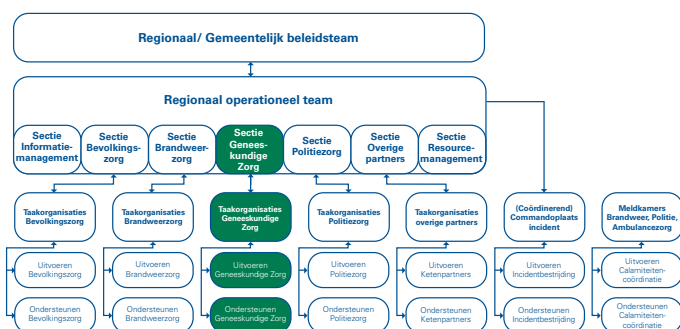 Regionaal/ Gemeentelijk beleidsteam
Regionaal operationeel team
Sectie
Informatie-
management
Sectie
Bevolkings-
zorg
Sectie
Brandweer-
zorg
Sectie
Genees-
kundige
Zorg
Sectie
Politiezorg
Sectie
Overige
partners
Sectie
Resource-
management
Taakorganisaties
Bevolkingszorg
Taakorganisaties
Brandweerzorg
Taakorganisaties
Geneeskundige
Zorg
Taakorganisaties
Politiezorg
Taakorganisaties
overige partners
(Coördinerend)
Commandoplaats
incident
Meldkamers
Brandweer, Politie,
Ambulancezorg
Uitvoeren
Bevolkingszorg
Uitvoeren
Brandweerzorg
Uitvoeren
Geneeskundige Zorg
Uitvoeren
Politiezorg
Uitvoeren
Ketenpartners
Uitvoeren
Incidentbestrijding
Uitvoeren
Calamiteiten-
coördinatie
Ondersteunen
Bevolkingszorg
Ondersteunen
Brandweerzorg
Ondersteunen
Geneeskundige Zorg
Ondersteunen
Politiezorg
Ondersteunen
Ketenpartners
Ondersteunen
Incidentbestrijding
Ondersteunen
Calamiteiten-
coördinatie